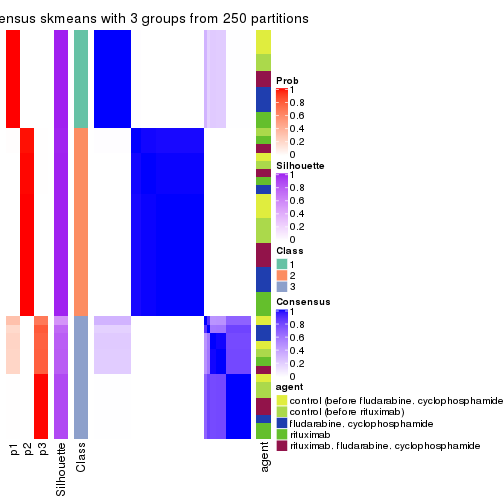 ensus skmeans with 3 groups from 250 partitions
Prob
1
0.8
0.6
0.4
0.2
0
Silhouette
1
0.8
0.6
0.4
0.2
0
Class
1
2
3
Consensus
1
0.8
0.6
0.4
0.2
0
agent
control (before fludarabine. cyclophosphamide
control (before rituximab)
fludarabine. cyclophosphamide
rituximab
rituximab. fludarabine. cyclophosphamide
p1
p2
p3
Silhouette
Class
agent